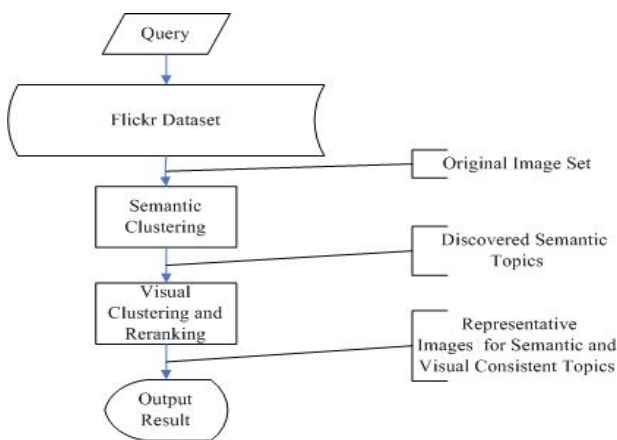 Query
Flickr Dataset
Original Image Set
Semantic
Clustering
Discovered Semantic
Topics
Visual
Clustering and
Reranking
Representative
Images for Semantic and
Visual Consistent Topics
Output
Result